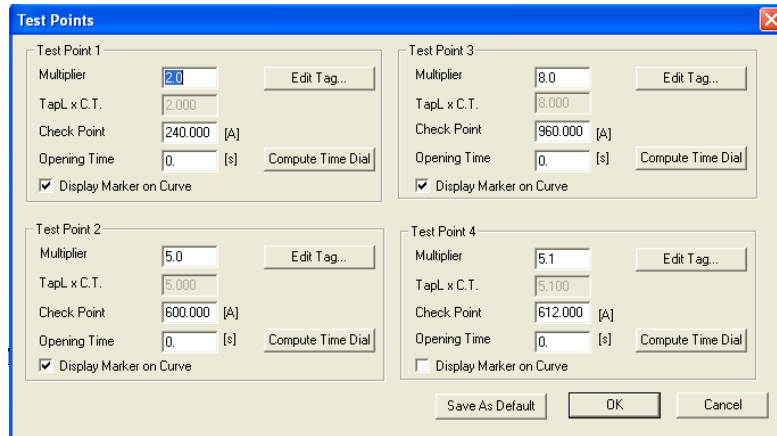 Test Points
Test Point 1
Multiplier 2.0 Edit Tag...
TapL x C.T. 2.000
Check Point 240.000 [A]
Opening Time 0. [s] Compute Time Dial
Display Marker on Curve
Test Point 2
Multiplier 5.0 Edit Tag...
TapL x C.T. 5.000
Check Point 600.000 [A]
Opening Time 0. [s] Compute Time Dial
Display Marker on Curve
Test Point 3
Multiplier 8.0 Edit Tag...
TapL x C.T. 8.000
Check Point 960.000 [A]
Opening Time 0. [s] Compute Time Dial
Display Marker on Curve
Test Point 4
Multiplier 5.1 Edit Tag...
TapL x C.T. 5.100
Check Point 612.000 [A]
Opening Time 0. [s] Compute Time Dial
Display Marker on Curve
Save As Default OK Cancel